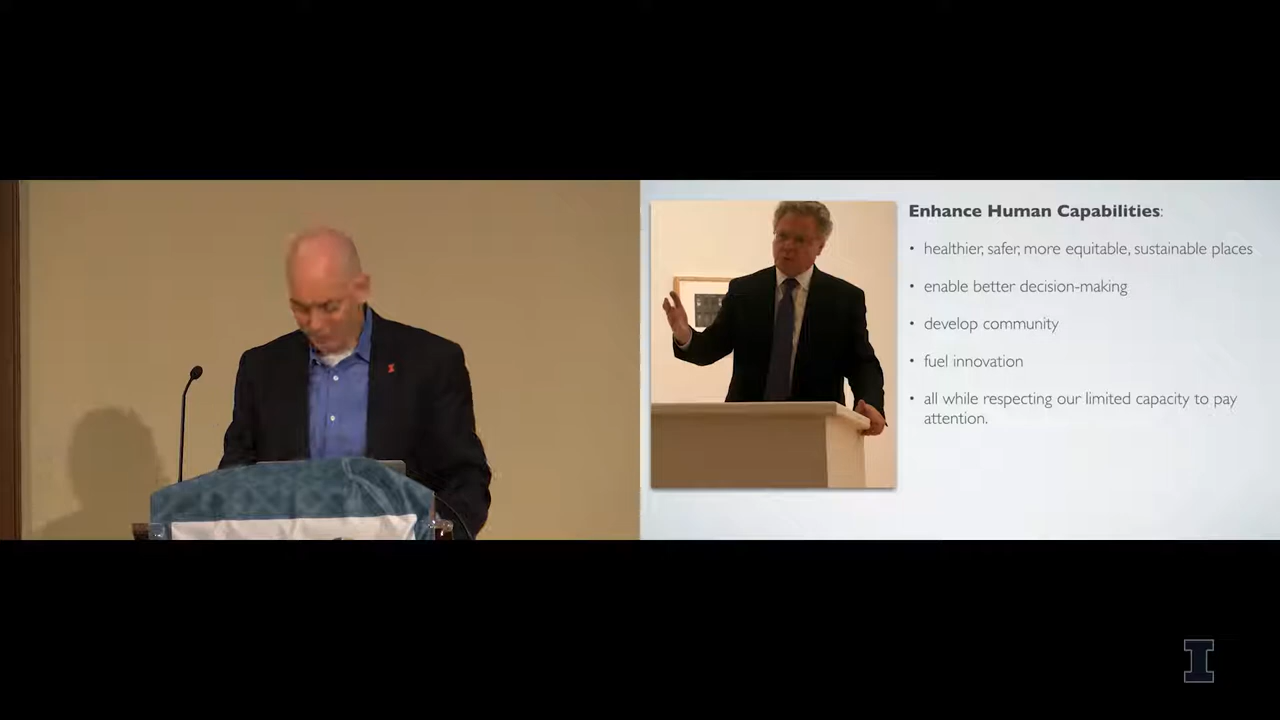 Enhance Human Capabilities:
• healthier, safer, more equitable, sustainable places
• enable better decision-making
• develop community
• fuel innovation
• all while respecting our limited capacity to pay
attention.
I